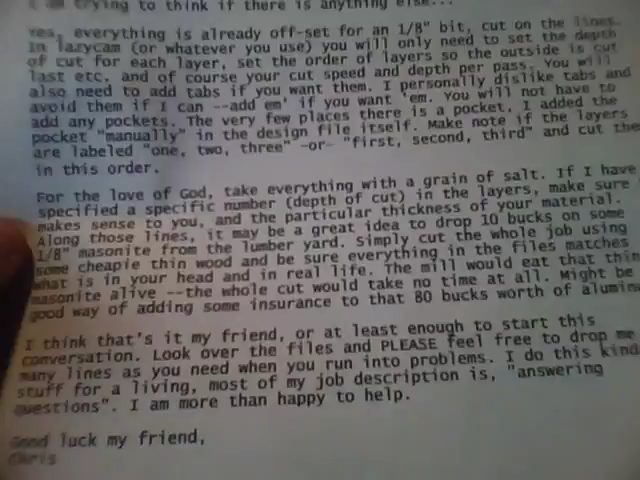 I am trying to think if there is anything else...
Yea, everything is already off-set for an 1/8" bit, cut on the lines.
In lazycam (or whatever you use) you will only need to set the depth
of cut for each layer, set the order of layers so the outside is cut
last etc. and of course your cut speed and depth per pass. You will
also need to add tabs if you want them. I personally dislike tabs and
avoid them if I can --add em' if you want 'em. You will not have to
add any pockets. The very few places there is a pocket, I added the
pocket "manually" in the design file itself. Make note if the layers
are labeled "one, two, three" -or- "first, second, third" and cut the
in this order.
For the love of God, take everything with a grain of salt. If I have
specified a specific number (depth of cut) in the layers, make sure
makes sense to you, and the particular thickness of your material.
Along those lines, it may be a great idea to drop 10 bucks on some
1/8" masonite from the lumber yard. Simply cut the whole job using
some cheapie thin wood and be sure everything in the files matches
what is in your head and in real life. The mill would eat that thin
masonite alive --the whole cut would take no time at all. Might be
good way of adding some insurance to that 80 bucks worth of alumin
I think that's it my friend, or at least enough to start this
conversation. Look over the files and PLEASE feel free to drop me
many lines as you need when you run into problems. I do this kind
stuff for a living, most of my job description is, "answering
questions". I am more than happy to help.
Good luck my friend,
Chris